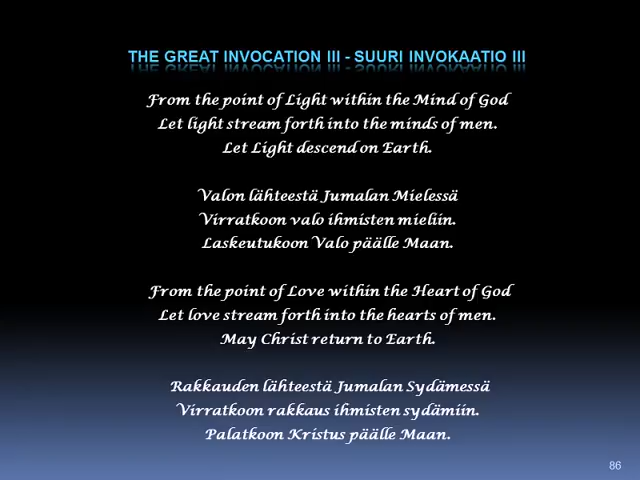 THE GREAT INVOCATION III - SUURI INVOKAATIO III
From the point of Light within the Mind of God
Let light stream forth into the minds of men.
Let Light descend on Earth.
Valon lähteestä Jumalan Mielessä
Virratkoon valo ihmisten mieliin.
Laskeutukoon Valo päälle Maan.
From the point of Love within the Heart of God
Let love stream forth into the hearts of men.
May Christ return to Earth.
Rakkauden lähteestä Jumalan Sydämessä
Virratkoon rakkaus ihmisten sydämiin.
Palatkoon Kristus päälle Maan.
86